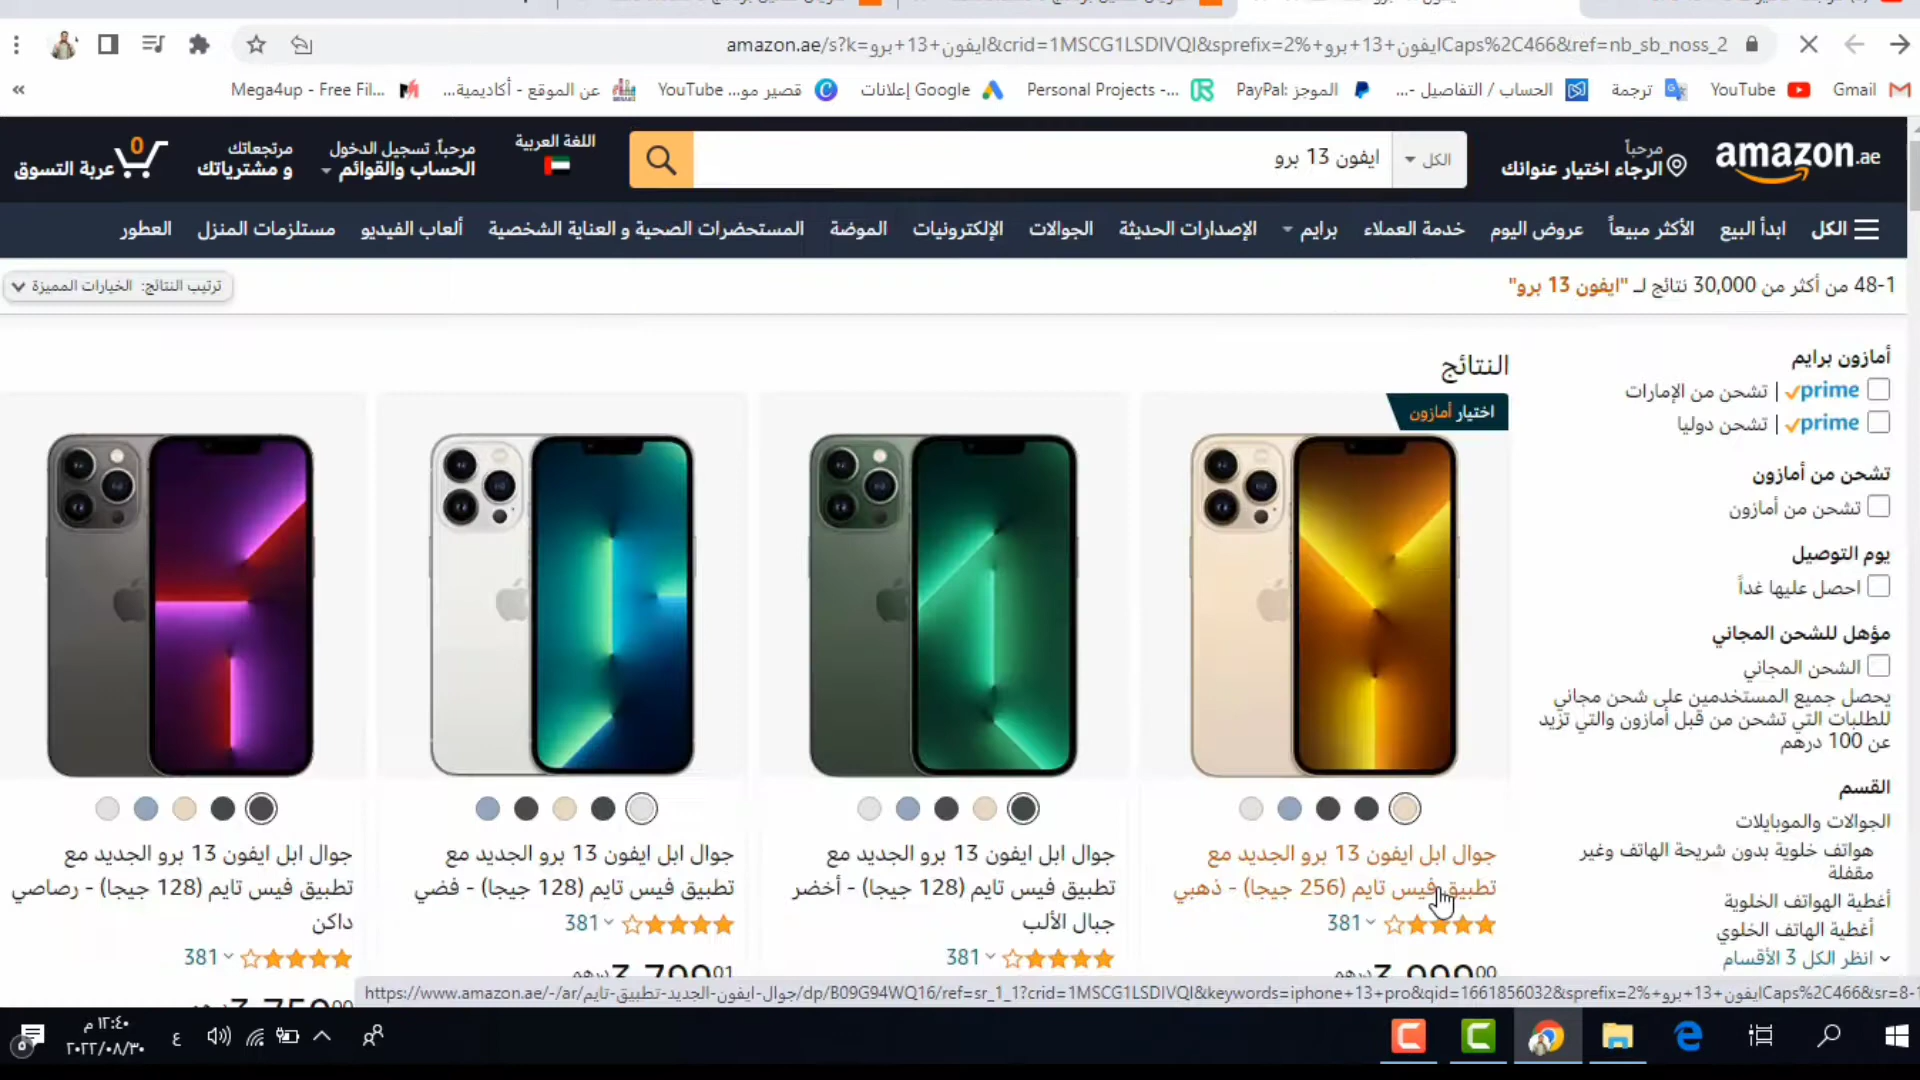 amazon.ae/s?k=ايفون+13+برو&crid=1MSCG1LSDIVQI&sprefix=2%+ايفون+13+بروCaps%2C466&ref=nb_sb_noss_2
Gmail
YouTube
ترجمة
الحساب / التفاصيل -...
PayPal: الموجز
Personal Projects -...
إعلانات Google
قصير مو... YouTube
عن الموقع - أكاديمية...
Mega4up - Free Fil...
amazon.ae
مرحباً
الرجاء اختيار عنوانك
الكل
ايفون 13 برو
اللغة العربية
مرحباً. تسجيل الدخول
الحساب والقوائم
مرتجعاتك
و مشترياتك
0
عربة التسوق
الكل
ابدأ البيع
الأكثر مبيعاً
عروض اليوم
خدمة العملاء
برايم
الإصدارات الحديثة
الجوالات
الإلكترونيات
الموضة
المستحضرات الصحية و العناية الشخصية
ألعاب الفيديو
مستلزمات المنزل
العطور
48-1 من أكثر من 30,000 نتائج لـ "ايفون 13 برو"
ترتيب النتائج: الخيارات المميزة
أمازون برايم
prime | تشحن من الإمارات
prime | تشحن دوليا
تشحن من أمازون
تشحن من أمازون
يوم التوصيل
احصل عليها غداً
مؤهل للشحن المجاني
الشحن المجاني
يحصل جميع المستخدمين على شحن مجاني
للطلبات التي تشحن من قبل أمازون والتي تزيد
عن 100 درهم
القسم
الجوالات والموبايلات
هواتف خلوية بدون شريحة الهاتف وغير
مقفلة
أغطية الهواتف الخلوية
أغطية الهاتف الخلوي
انظر الكل 3 الأقسام
النتائج
اختيار أمازون
جوال ابل ايفون 13 برو الجديد مع
تطبيق فيس تايم (256 جيجا) - ذهبي
381
3,999 00 درهم
جوال ابل ايفون 13 برو الجديد مع
تطبيق فيس تايم (128 جيجا) - أخضر
جبال الألب
381
جوال ابل ايفون 13 برو الجديد مع
تطبيق فيس تايم (128 جيجا) - فضي
381
3,799 01 درهم
جوال ابل ايفون 13 برو الجديد مع
تطبيق فيس تايم (128 جيجا) - رصاصي
داكن
381
3,759 00
https://www.amazon.ae/-/ar/جوال-ايفون-الجديد-تطبيق-تايم/dp/B09G94WQ16/ref=sr_1_1?crid=1MSCG1LSDIVQI&keywords=iphone+13+pro&qid=1661856032&sprefix=2%+ايفون+13+بروCaps%2C466&sr=8-1
ع
١٢:٤٠ م
٢٠٢٢/٠٨/٣٠